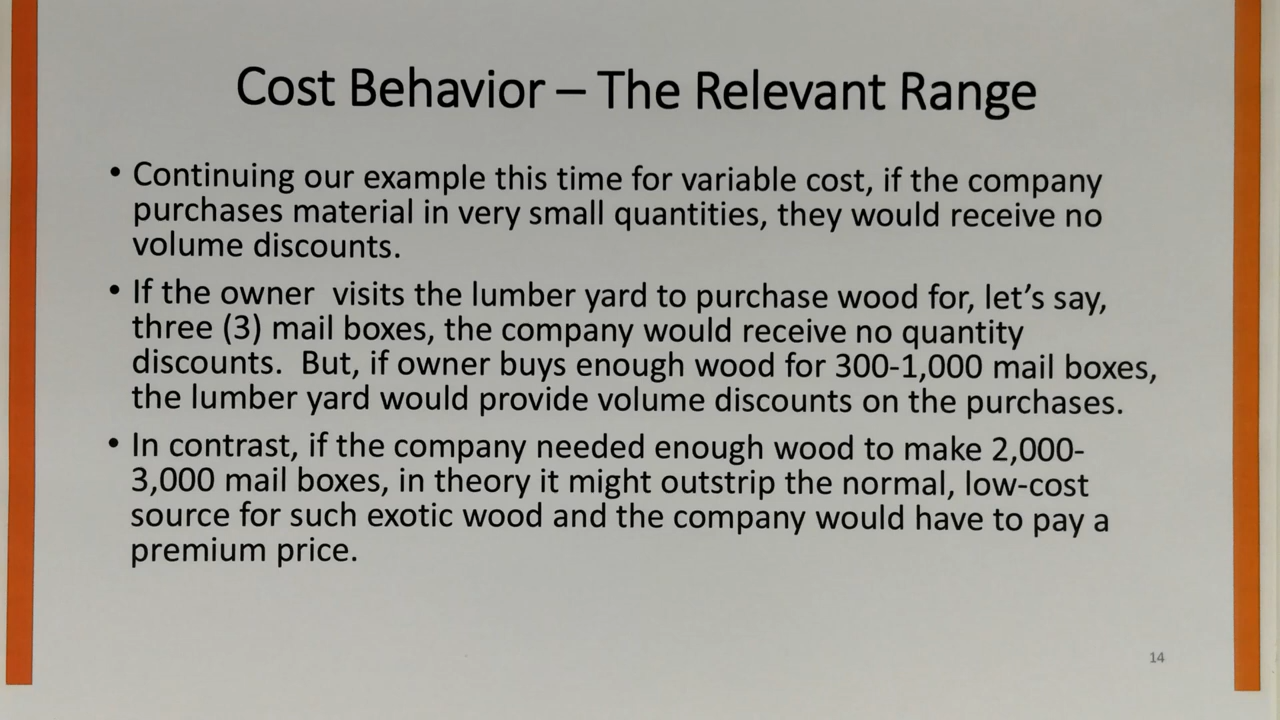 Cost Behavior – The Relevant Range
• Continuing our example this time for variable cost, if the company
purchases material in very small quantities, they would receive no
volume discounts.
• If the owner  visits the lumber yard to purchase wood for, let’s say,
three (3) mail boxes, the company would receive no quantity
discounts.  But, if owner buys enough wood for 300-1,000 mail boxes,
the lumber yard would provide volume discounts on the purchases.
• In contrast, if the company needed enough wood to make 2,000-
3,000 mail boxes, in theory it might outstrip the normal, low-cost
source for such exotic wood and the company would have to pay a
premium price.
14